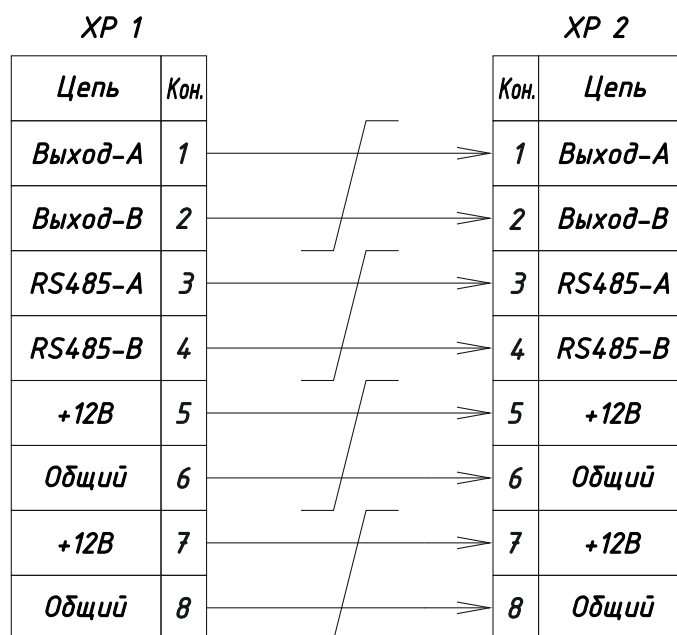 XP 1 XP 2
Цепь Кон. Кон. Цепь
Выход-А 1 1 Выход-А
Выход-В 2 2 Выход-В
RS485-А 3 3 RS485-А
RS485-В 4 4 RS485-В
+12В 5 5 +12В
Общий 6 6 Общий
+12В 7 7 +12В
Общий 8 8 Общий